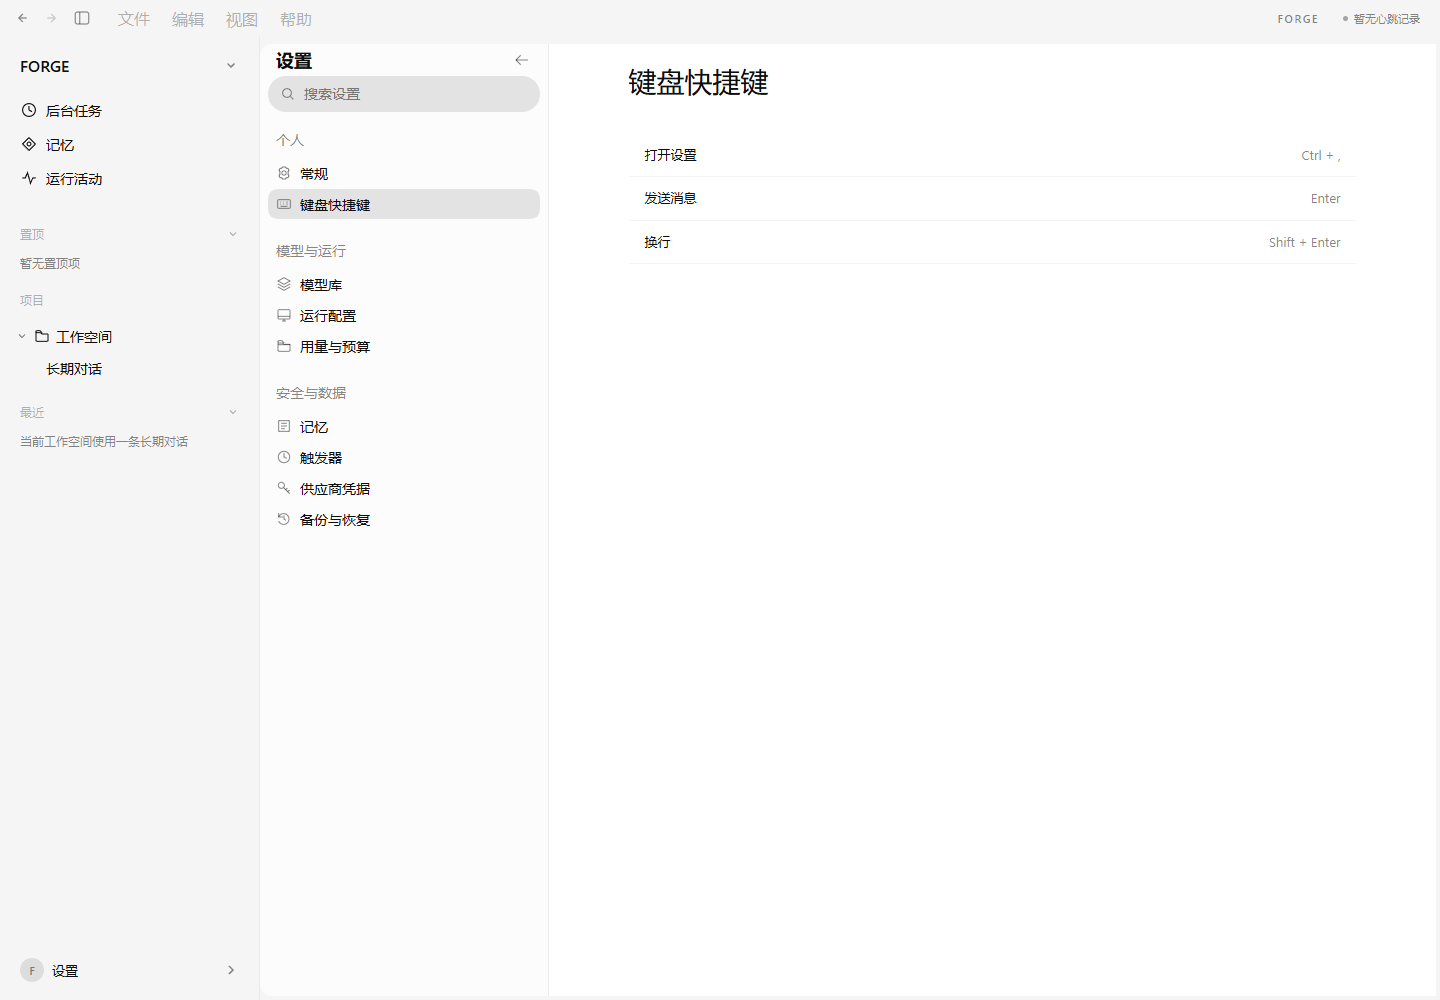 文件 编辑 视图 帮助
FORGE 暂无心跳记录
FORGE
后台任务
记忆
运行活动
置顶
暂无置顶项
项目
工作空间
长期对话
最近
当前工作空间使用一条长期对话
F 设置
设置
搜索设置
个人
常规
键盘快捷键
模型与运行
模型库
运行配置
用量与预算
安全与数据
记忆
触发器
供应商凭据
备份与恢复
键盘快捷键
打开设置 Ctrl + ,
发送消息 Enter
换行 Shift + Enter